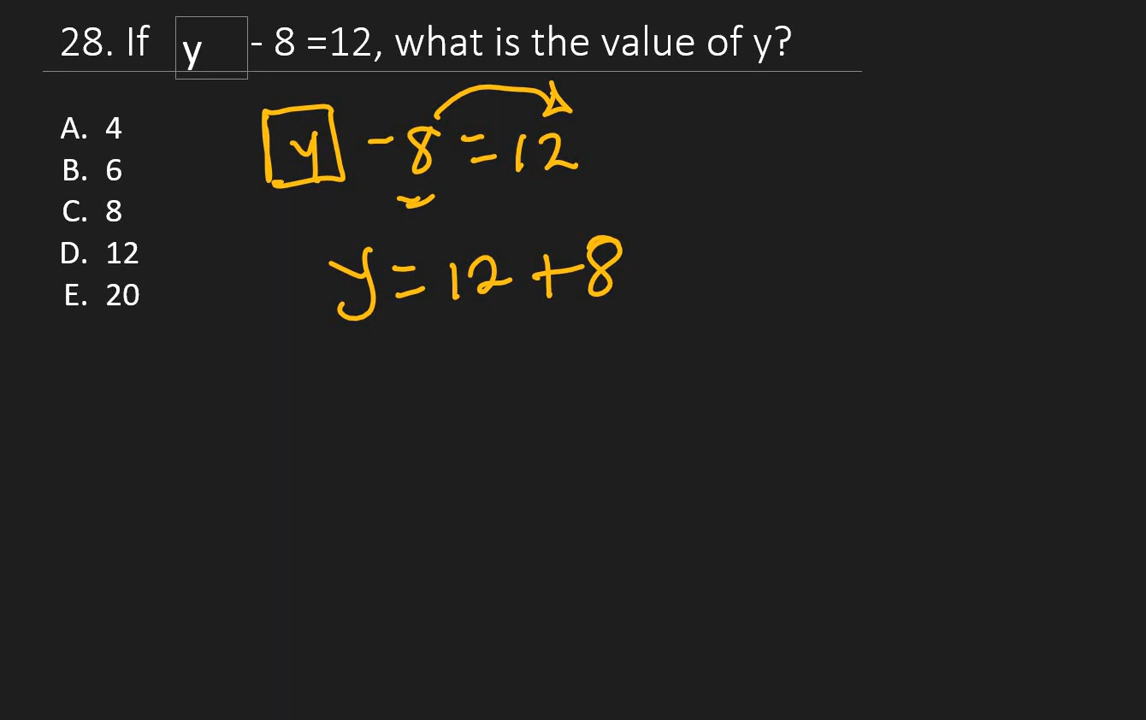 28. If y - 8 =12, what is the value of y?
y - 8 = 12
A. 4
B. 6
C. 8
D. 12
E. 20
y = 12 + 8